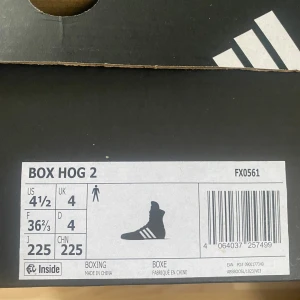 BOX HOG 2
FX0561
US
4½
UK
4
F
36⅔
D
4
J
225
CHN
225
Inside
BOXING
MADE IN CHINA
BOXE
FABRIQUÉ EN CHINE
4 064037 257499